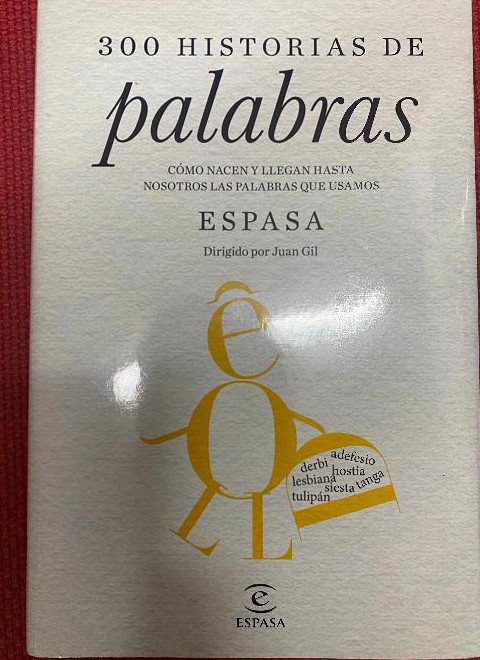 300 HISTORIAS DE
palabras
CÓMO NACEN Y LLEGAN HASTA
NOSOTROS LAS PALABRAS QUE USAMOS
ESPASA
Dirigido por Juan Gil
derbi adefesio
lesbiana hostia
tulipán siesta tanga
ESPASA